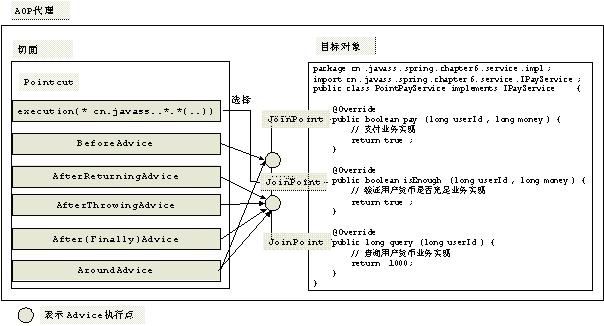 AOP代理
切面
Pointcut
execution(* cn.javass..*.*(..))
BeforeAdvice
AfterReturningAdvice
AfterThrowingAdvice
After(Finally)Advice
AroundAdvice
选择
JoinPoint
JoinPoint
JoinPoint
目标对象
package cn.javass.spring.chapter6.service.impl;
import cn.javass.spring.chapter6.service.IPayService;
public class PointPayService implements IPayService {
@Override
public boolean pay (long userId, long money) {
// 支付业务实现
return true;
}
@Override
public boolean isEnough (long userId, long money) {
// 验证用户货币是否充足业务实现
return true;
}
@Override
public long query (long userId) {
// 查询用户货币业务实现
return 1000;
}
}
表示Advice执行点